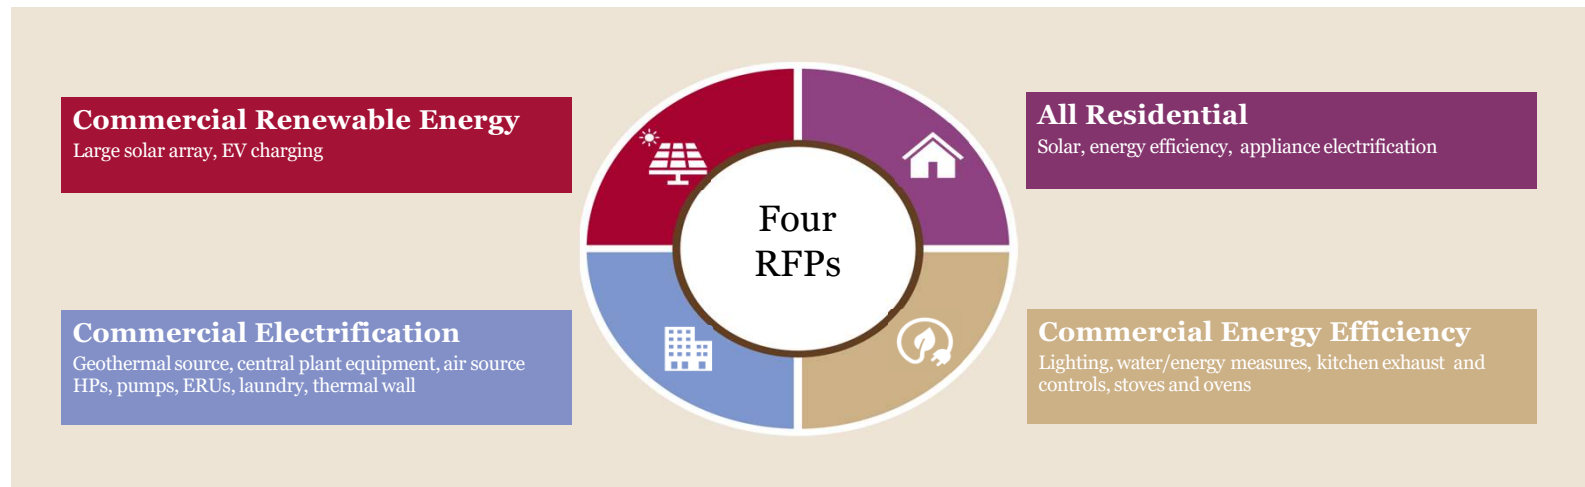 Commercial Renewable Energy
Large solar array, EV charging
All Residential
Solar, energy efficiency, appliance electrification
Four
RFPs
Commercial Electrification
Geothermal source, central plant equipment, air source
HPs, pumps, ERUs, laundry, thermal wall
Commercial Energy Efficiency
Lighting, water/energy measures, kitchen exhaust and
controls, stoves and ovens